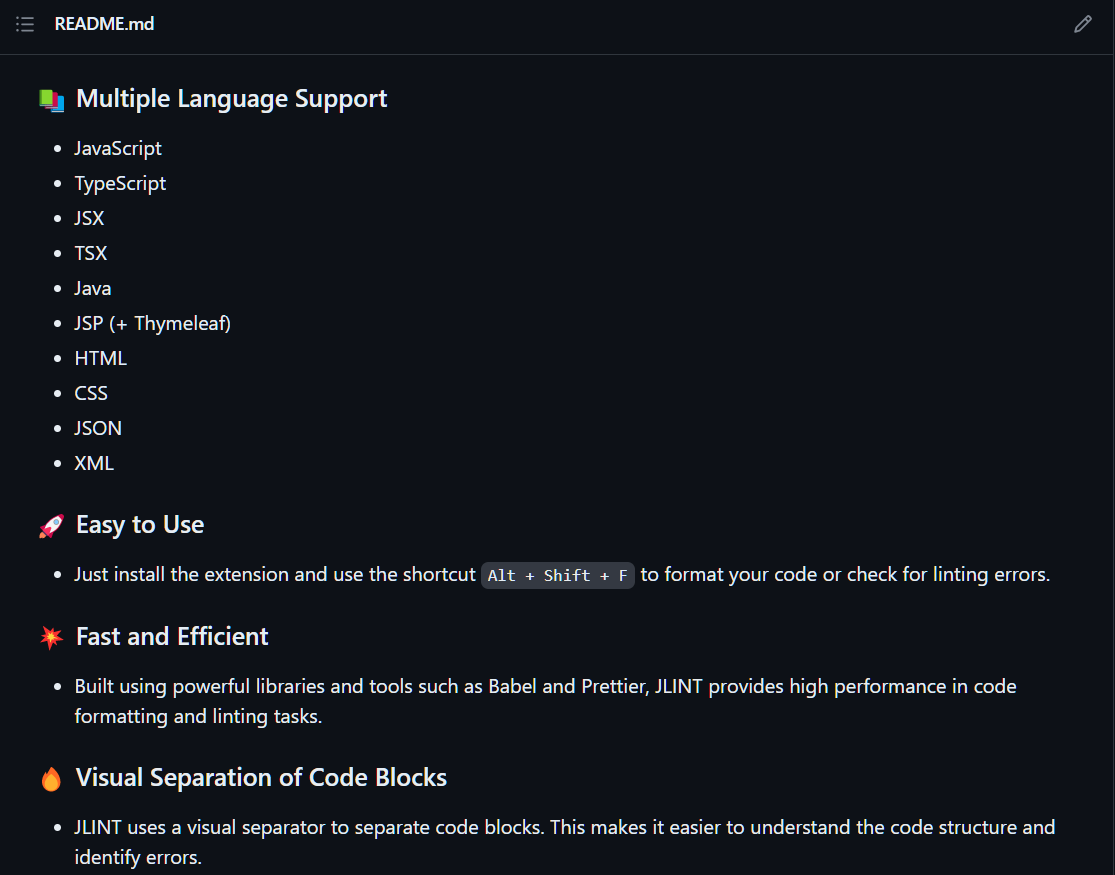 README.md
Multiple Language Support
JavaScript
TypeScript
JSX
TSX
Java
JSP (+ Thymeleaf)
HTML
CSS
JSON
XML
Easy to Use
Just install the extension and use the shortcut Alt + Shift + F to format your code or check for linting errors.
Fast and Efficient
Built using powerful libraries and tools such as Babel and Prettier, JLINT provides high performance in code
formatting and linting tasks.
Visual Separation of Code Blocks
JLINT uses a visual separator to separate code blocks. This makes it easier to understand the code structure and
identify errors.